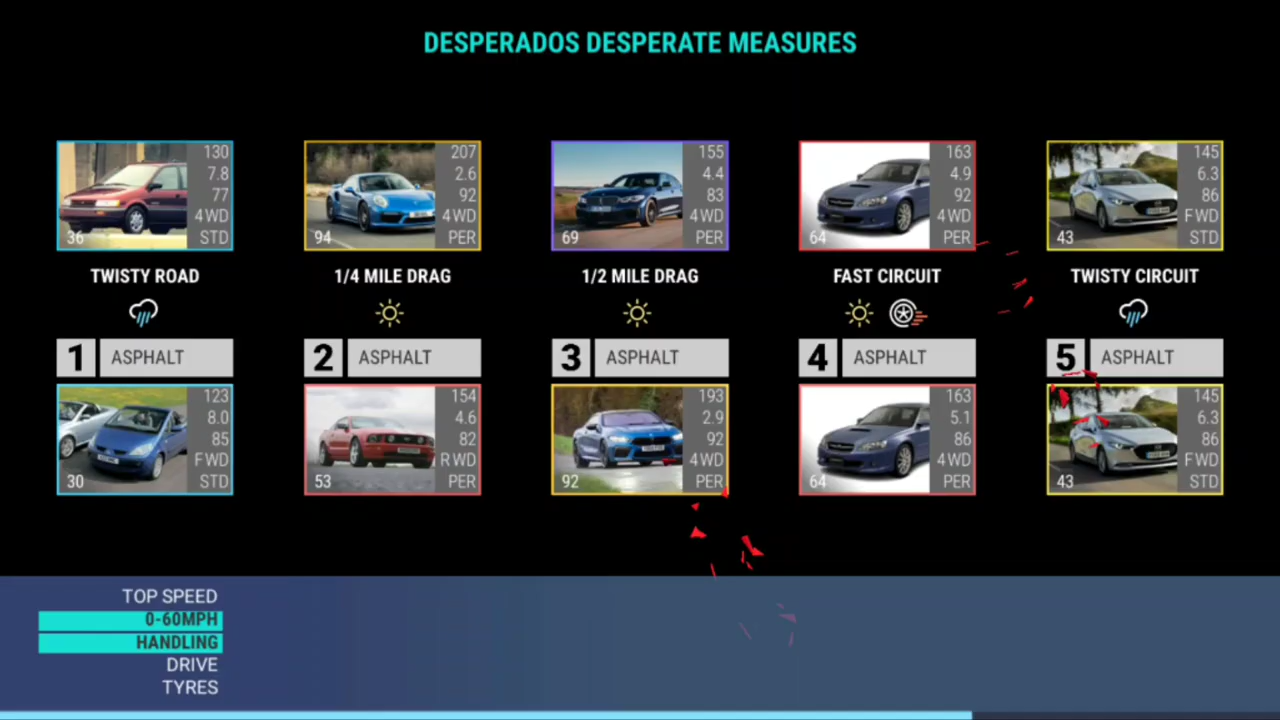 DESPERADOS DESPERATE MEASURES
130
7.8
77
4WD
36 STD
207
2.6
92
4WD
94 PER
155
4.4
83
4WD
69 PER
163
4.9
92
4WD
64 PER
145
6.3
86
FWD
43 STD
TWISTY ROAD
1/4 MILE DRAG
1/2 MILE DRAG
FAST CIRCUIT
TWISTY CIRCUIT
1 ASPHALT
2 ASPHALT
3 ASPHALT
4 ASPHALT
5 ASPHALT
123
8.0
85
FWD
30 STD
154
4.6
82
RWD
53 PER
193
2.9
92
4WD
92 PER
163
5.1
86
4WD
64 PER
145
6.3
86
FWD
43 STD
TOP SPEED
0-60MPH
HANDLING
DRIVE
TYRES